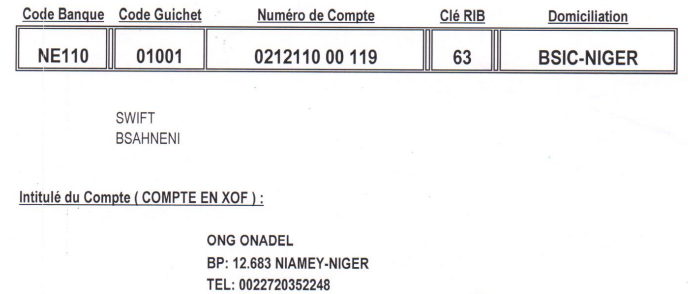 Code Banque Code Guichet Numéro de Compte Clé RIB Domiciliation
NE110 01001 0212110 00 119 63 BSIC-NIGER
SWIFT
BSAHNENI
Intitulé du Compte ( COMPTE EN XOF ) :
ONG ONADEL
BP: 12.683 NIAMEY-NIGER
TEL: 0022720352248